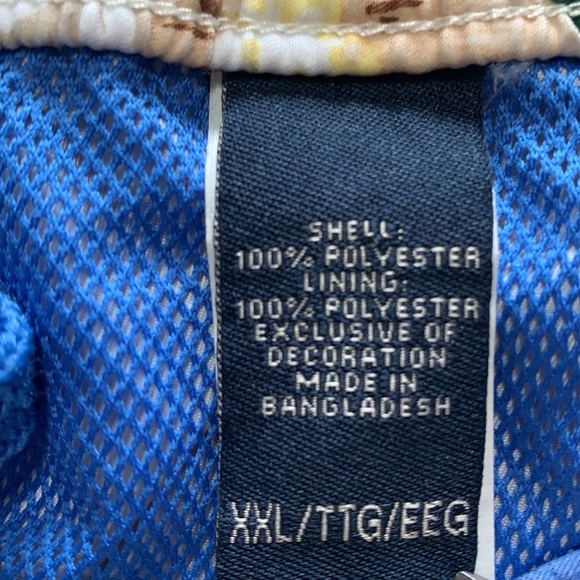 SHELL:
100% POLYESTER
LINING:
100% POLYESTER
EXCLUSIVE OF
DECORATION
MADE IN
BANGLADESH
XXL/TTG/EEG